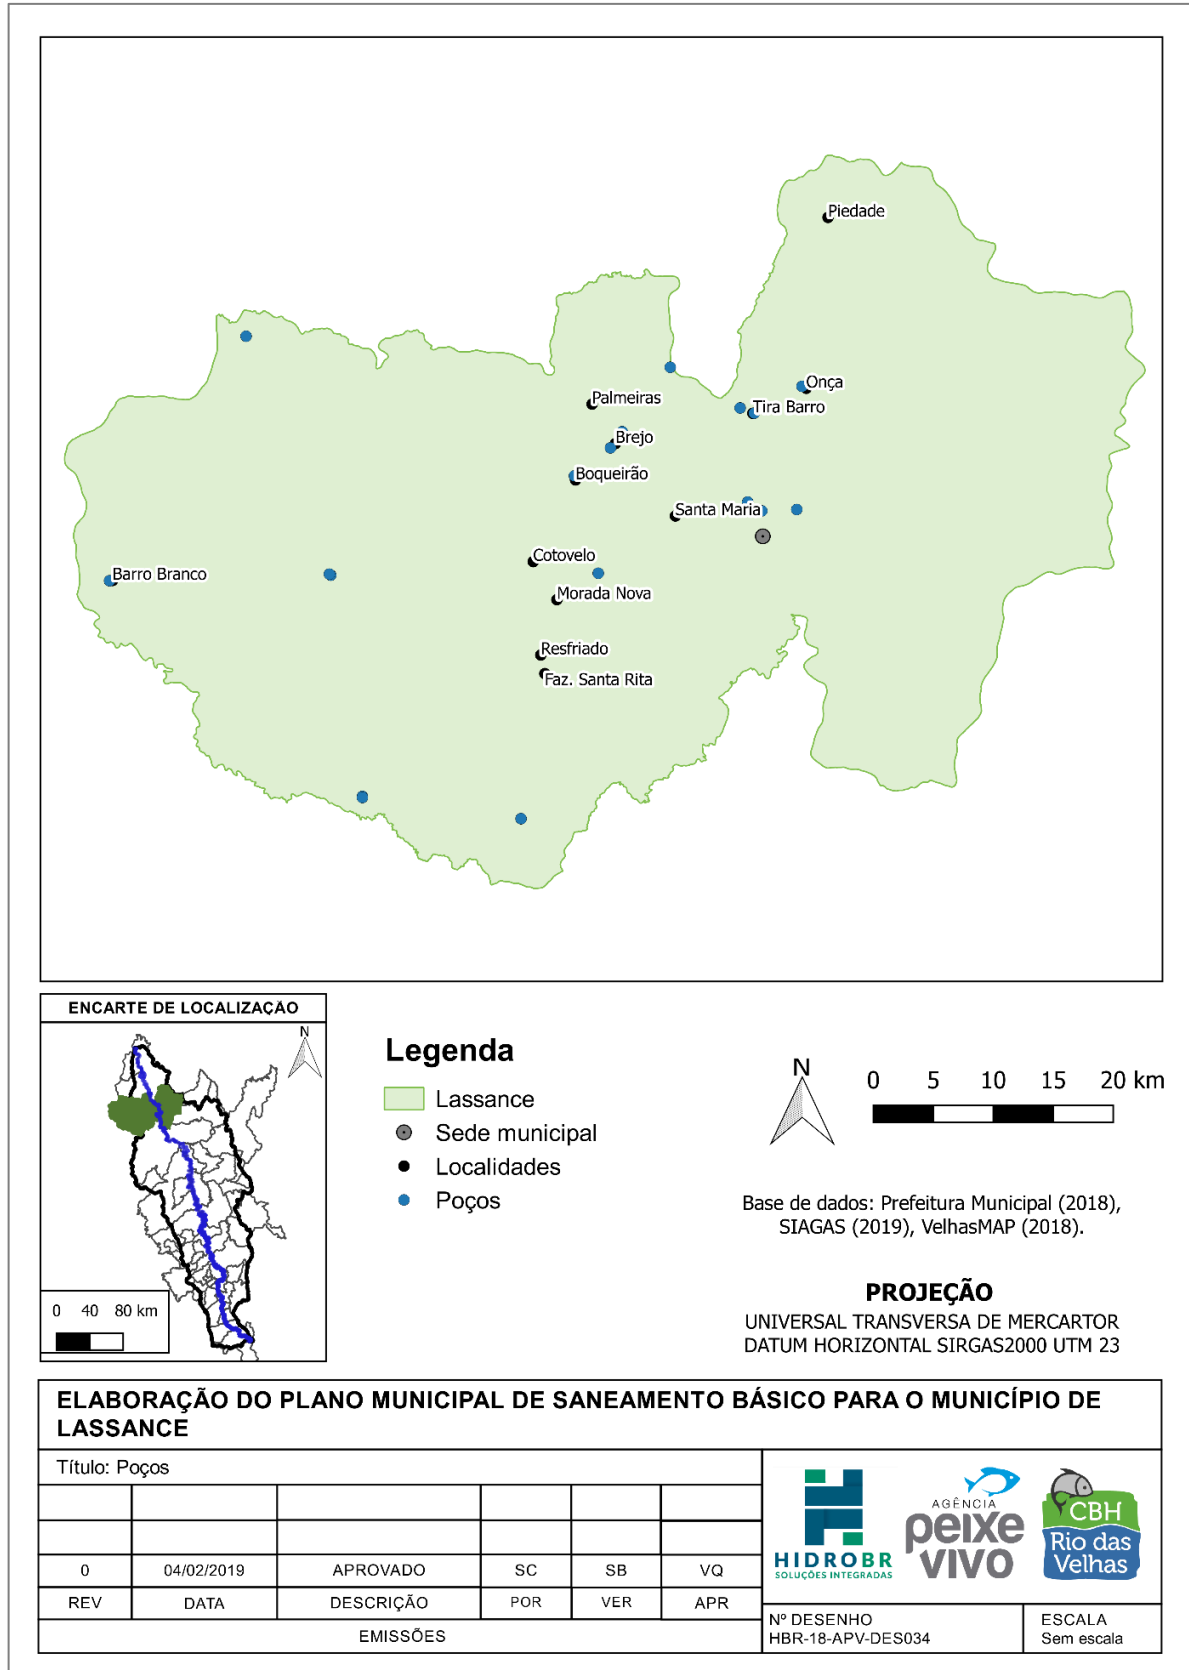 Piedade
Onça
Palmeiras
Tira Barro
Brejo
Boqueirão
Santa Maria
Cotovelo
Barro Branco
Morada Nova
Resfriado
Faz. Santa Rita
ENCARTE DE LOCALIZAÇÃO
N
0 40 80 km
Legenda
Lassance
Sede municipal
Localidades
Poços
N
0 5 10 15 20 km
Base de dados: Prefeitura Municipal (2018),
SIAGAS (2019), VelhasMAP (2018).
PROJEÇÃO
UNIVERSAL TRANSVERSA DE MERCARTOR
DATUM HORIZONTAL SIRGAS2000 UTM 23
ELABORAÇÃO DO PLANO MUNICIPAL DE SANEAMENTO BÁSICO PARA O MUNICÍPIO DE
LASSANCE
Título: Poços
0 04/02/2019 APROVADO SC SB VQ
REV DATA DESCRIÇÃO POR VER APR
EMISSÕES
HIDROBR
SOLUÇÕES INTEGRADAS
AGÊNCIA
peixe
vivo
CBH
Rio das
Velhas
Nº DESENHO
HBR-18-APV-DES034
ESCALA
Sem escala